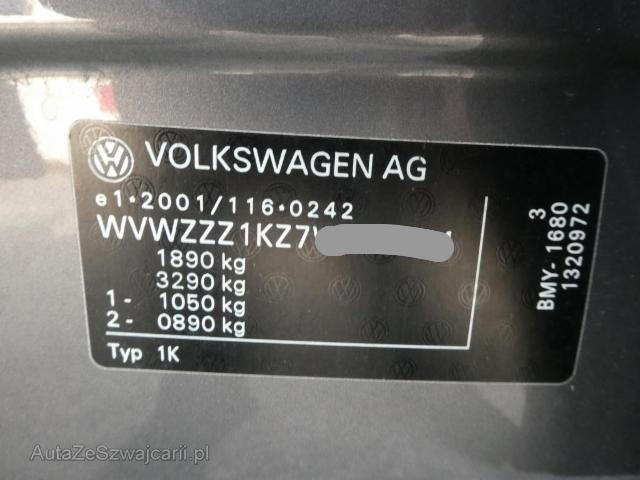 VOLKSWAGEN AG
e1*2001/116*0242
WVWZZZ1KZ7
1890 kg
3290 kg
1 - 1050 kg
2 - 0890 kg
Typ 1K
3
BMY- 1680
1320972
AutaZeSzwajcarii.pl